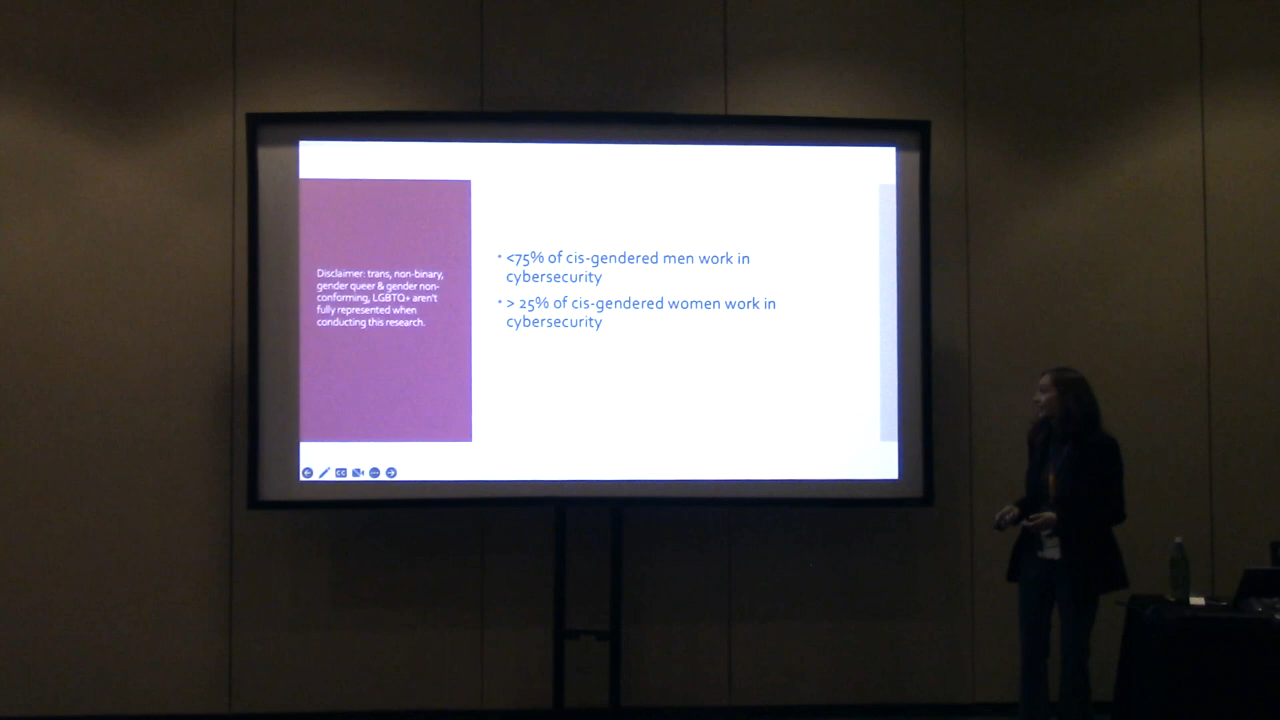 Disclaimer: trans, non-binary,
gender queer & gender non-
conforming, LGBTQ+ aren't
fully represented when
conducting this research.
• <75% of cis-gendered men work in
cybersecurity
• > 25% of cis-gendered women work in
cybersecurity
CC